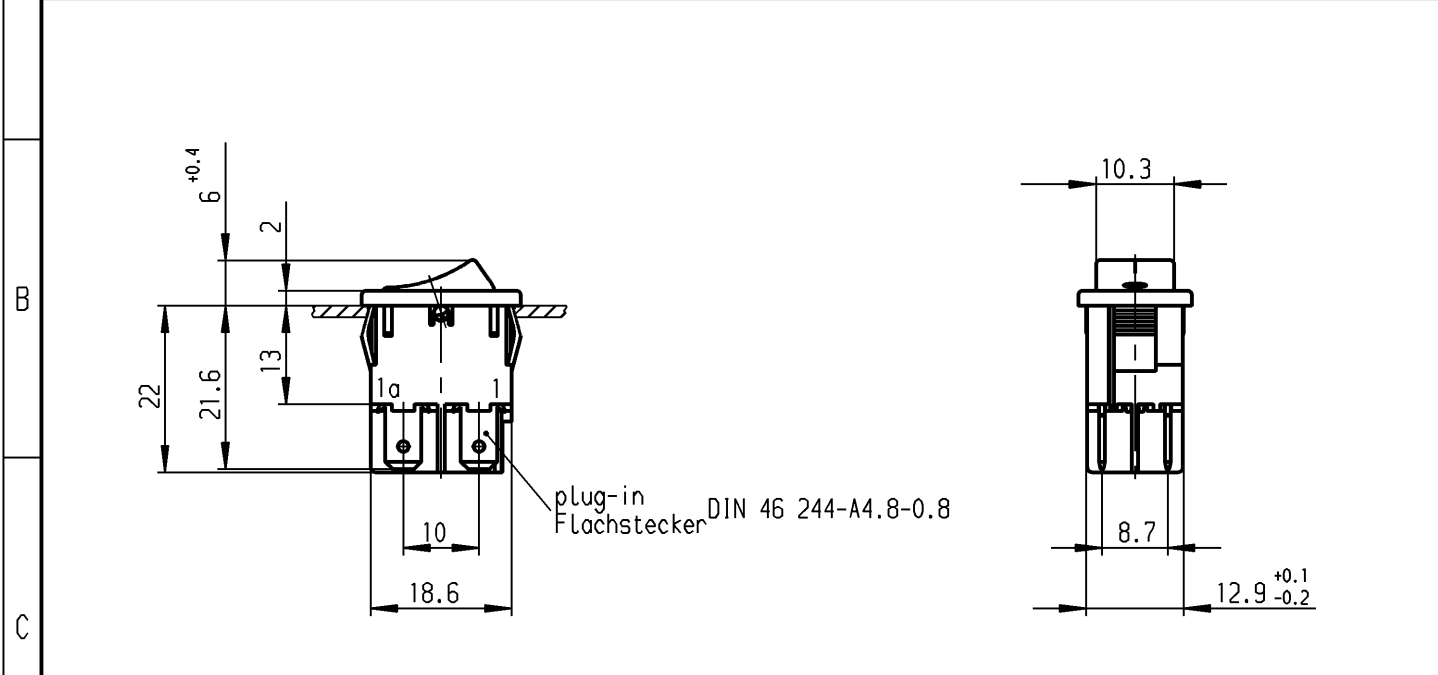 +0.4
6
2
10.3
B
22
21.6
13
1a
1
plug-in
Flachstecker
DIN 46 244-A4.8-0.8
10
8.7
18.6
12.9 +0.1
-0.2
C